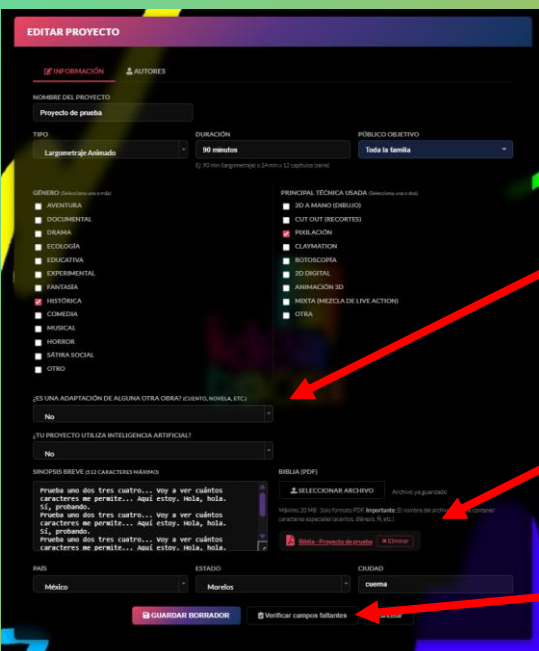 EDITAR PROYECTO
INFORMACIÓN AUTORES
NOMBRE DEL PROYECTO
Proyecto de prueba
TIPO DURACIÓN PÚBLICO OBJETIVO
Largometraje Animado 90 minutos Toda la familia
Ej: 90 min (largometraje) o 24 min x 12 capítulos (serie)
GÉNERO (Selecciona uno o más) PRINCIPAL TÉCNICA USADA (Selecciona una o dos)
AVENTURA 2D A MANO (DIBUJO)
DOCUMENTAL CUT OUT (RECORTES)
DRAMA PIXILACIÓN
ECOLOGÍA CLAYMATION
EDUCATIVA ROTOSCOPÍA
EXPERIMENTAL 2D DIGITAL
FANTASÍA ANIMACIÓN 3D
HISTÓRICA MIXTA (MEZCLA DE LIVE ACTION)
COMEDIA OTRA
MUSICAL
HORROR
SÁTIRA SOCIAL
OTRO
¿ES UNA ADAPTACIÓN DE ALGUNA OTRA OBRA? (CUENTO, NOVELA, ETC.)
No
¿TU PROYECTO UTILIZA INTELIGENCIA ARTIFICIAL?
No
SINOPSIS BREVE (512 CARACTERES MÁXIMO) BIBLIA (PDF)
Prueba uno dos tres cuatro... Voy a ver cuántos
caracteres me permite... Aquí estoy. Hola, hola.
Sí, probando.
Prueba uno dos tres cuatro... Voy a ver cuántos
caracteres me permite... Aquí estoy. Hola, hola.
Sí, probando.
Prueba uno dos tres cuatro... Voy a ver cuántos
caracteres me permite... Aquí estoy. Hola, hola.
SELECCIONAR ARCHIVO Archivo ya guardado
Máximo 20 MB · Solo formato PDF Importante: El nombre del archivo contener
caracteres especiales (acentos, diéresis, Ñ, etc.)
Biblia - Proyecto de prueba Eliminar
PAÍS ESTADO CIUDAD
México Morelos cuerna
GUARDAR BORRADOR Verificar campos faltantes